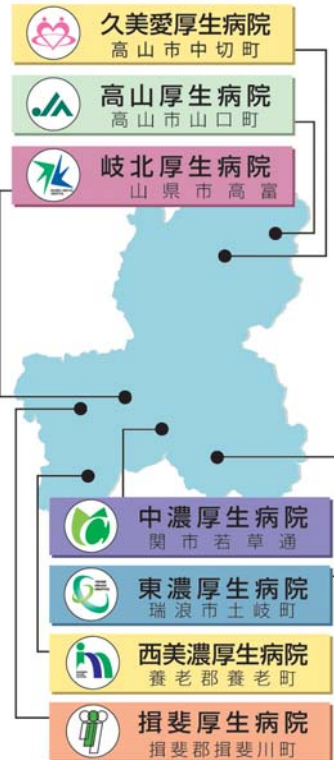 久美愛厚生病院
高山市中切町
高山厚生病院
高山市山口町
岐北厚生病院
山県市高富
中濃厚生病院
関市若草通
東濃厚生病院
瑞浪市土岐町
西美濃厚生病院
養老郡養老町
揖斐厚生病院
揖斐郡揖斐川町